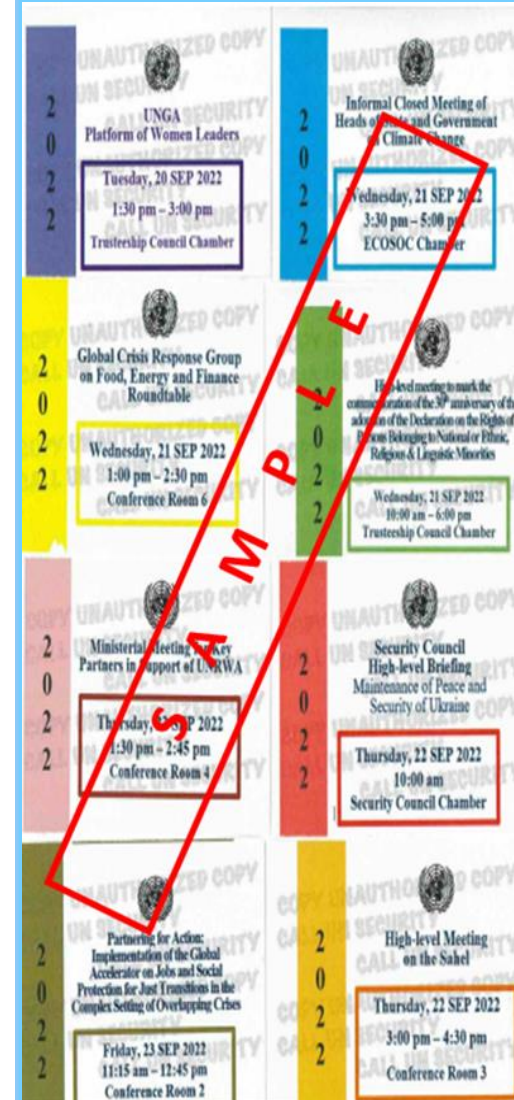 2
0
2
2
UNGA
Platform of Women Leaders
Tuesday, 20 SEP 2022
1:30 pm – 3:00 pm
Trusteeship Council Chamber
2
0
2
2
Informal Closed Meeting of
Heads of State and Government
on Climate Change
Wednesday, 21 SEP 2022
3:30 pm – 5:00 pm
ECOSOC Chamber
2
0
2
2
Global Crisis Response Group
on Food, Energy and Finance
Roundtable
Wednesday, 21 SEP 2022
1:00 pm – 2:30 pm
Conference Room 6
2
0
2
2
High-level meeting to mark the
commemoration of the 30th anniversary of the
adoption of the Declaration on the Rights of
Persons Belonging to National or Ethnic,
Religious & Linguistic Minorities
Wednesday, 21 SEP 2022
10:00 am – 6:00 pm
Trusteeship Council Chamber
2
0
2
2
Ministerial Meeting Key
Partners in Support of UNRWA
Thursday, SEP 2022
1:30 pm – 2:45 pm
Conference Room 4
2
0
2
2
Security Council
High-level Briefing
Maintenance of Peace and
Security of Ukraine
Thursday, 22 SEP 2022
10:00 am
Security Council Chamber
2
0
2
2
Partnering for Action:
Implementation of the Global
Accelerator on Jobs and Social
Protection for Just Transitions in the
Complex Setting of Overlapping Crises
Friday, 23 SEP 2022
11:15 am – 12:45 pm
Conference Room 2
2
0
2
2
High-level Meeting
on the Sahel
Thursday, 22 SEP 2022
3:00 pm – 4:30 pm
Conference Room 3
SAMPLE
UNAUTHORIZED COPY
CALL UN SECURITY